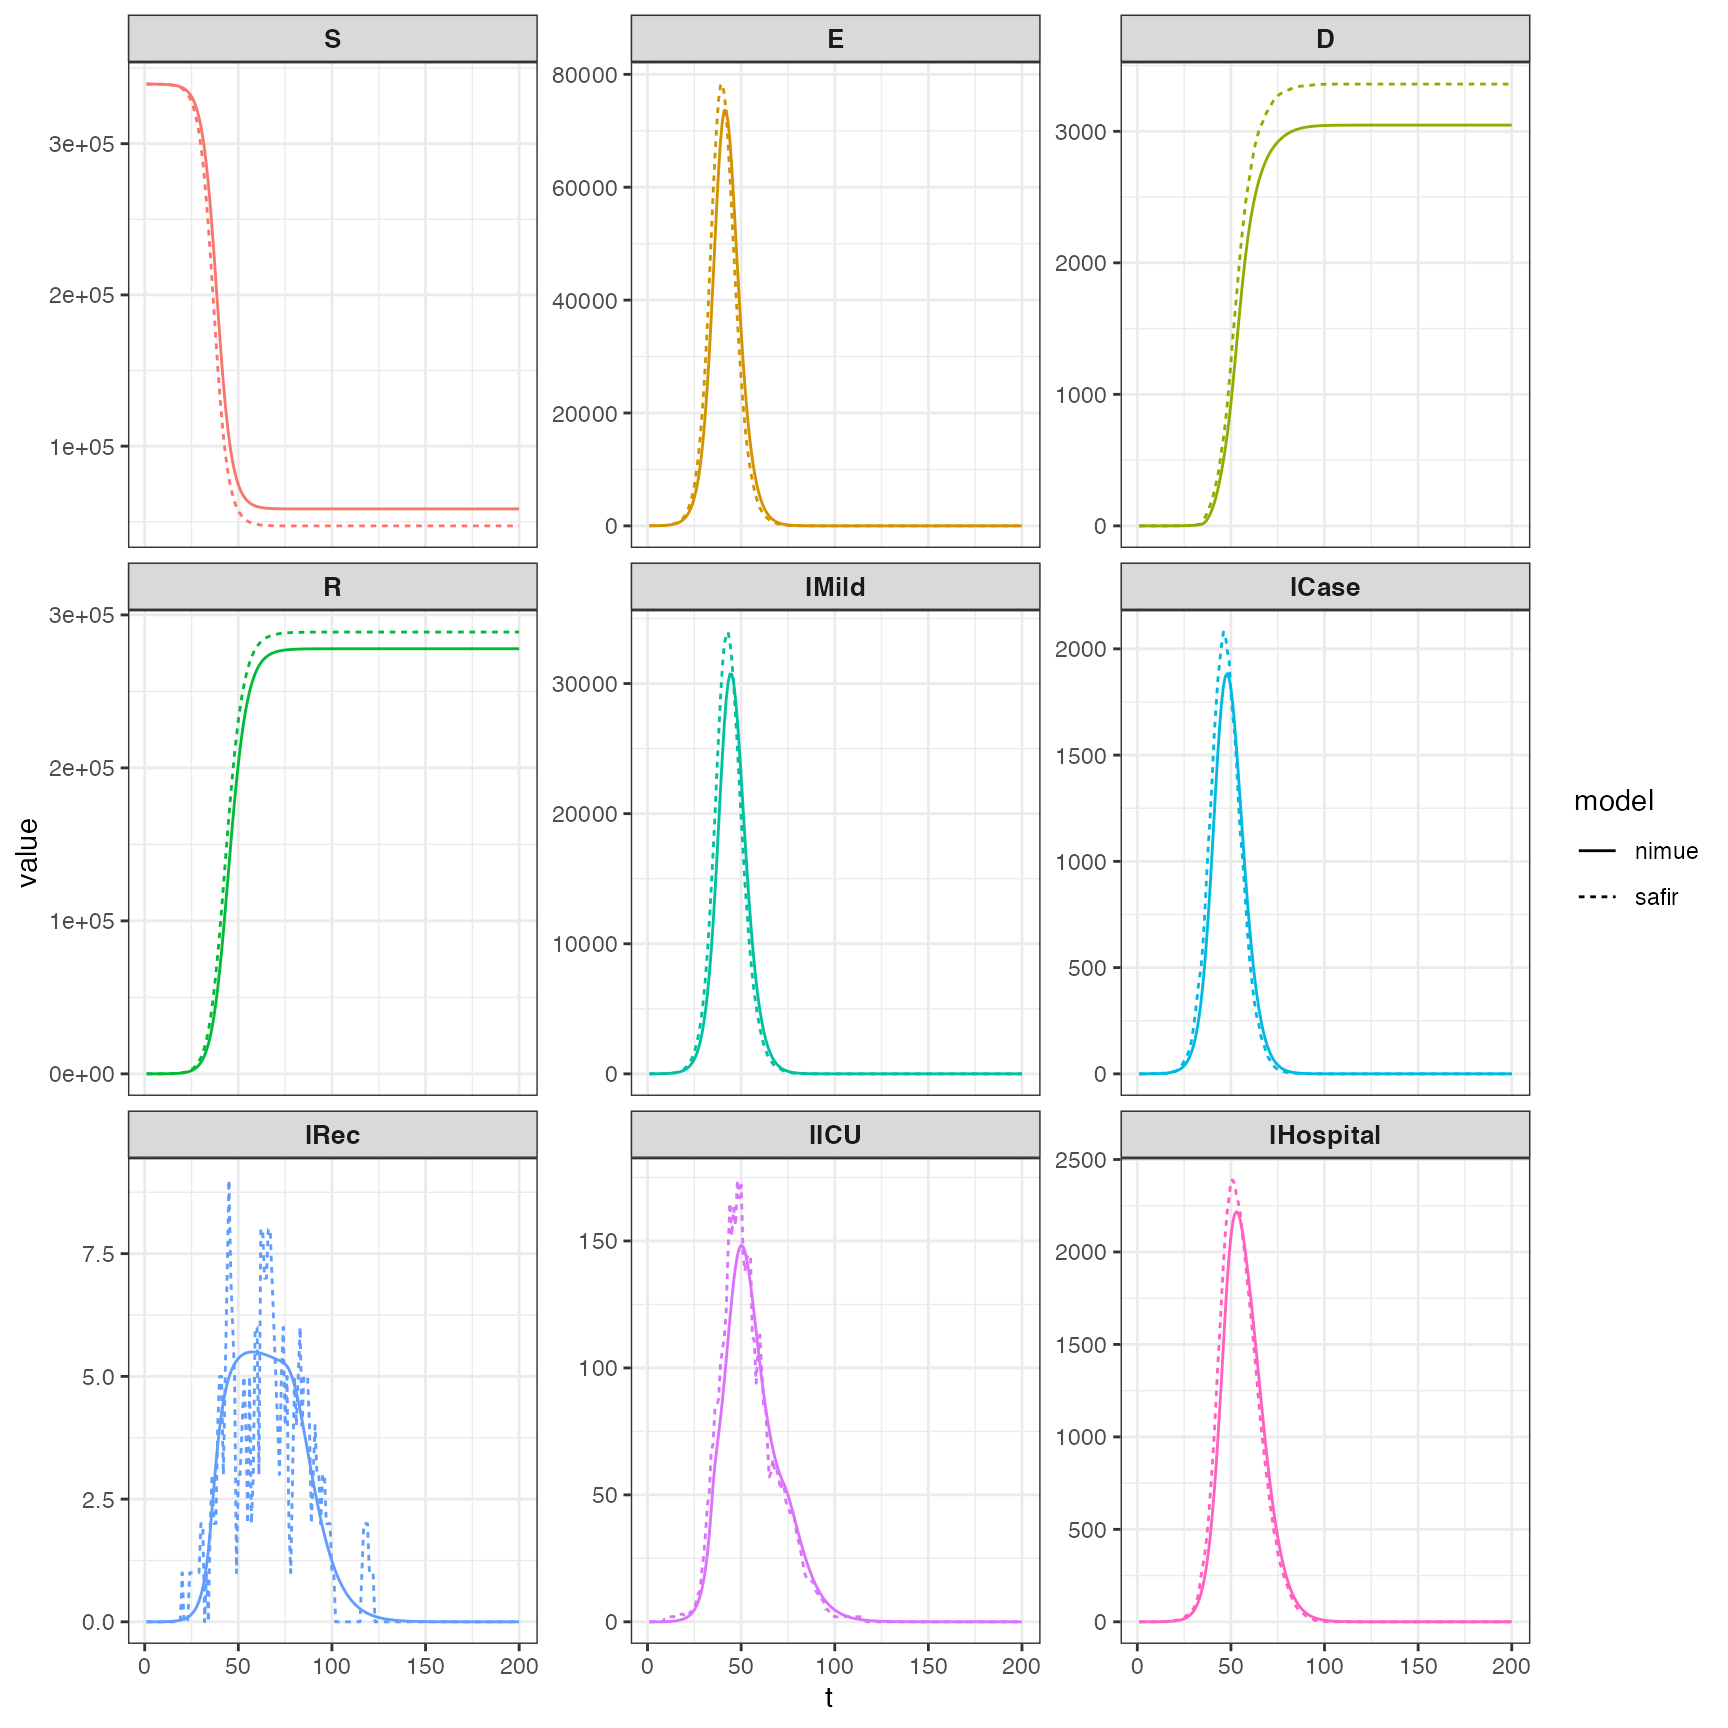 S
E
D
3e+05
2e+05
1e+05
80000
60000
40000
20000
0
3000
2000
1000
0
R
IMild
ICase
3e+05
2e+05
1e+05
0e+00
30000
20000
10000
0
2000
1500
1000
500
0
IRec
IICU
IHospital
7.5
5.0
2.5
0.0
150
100
50
0
2500
2000
1500
1000
500
0
0 50 100 150 200
0 50 100 150 200
0 50 100 150 200
t
value
model
nimue
safir